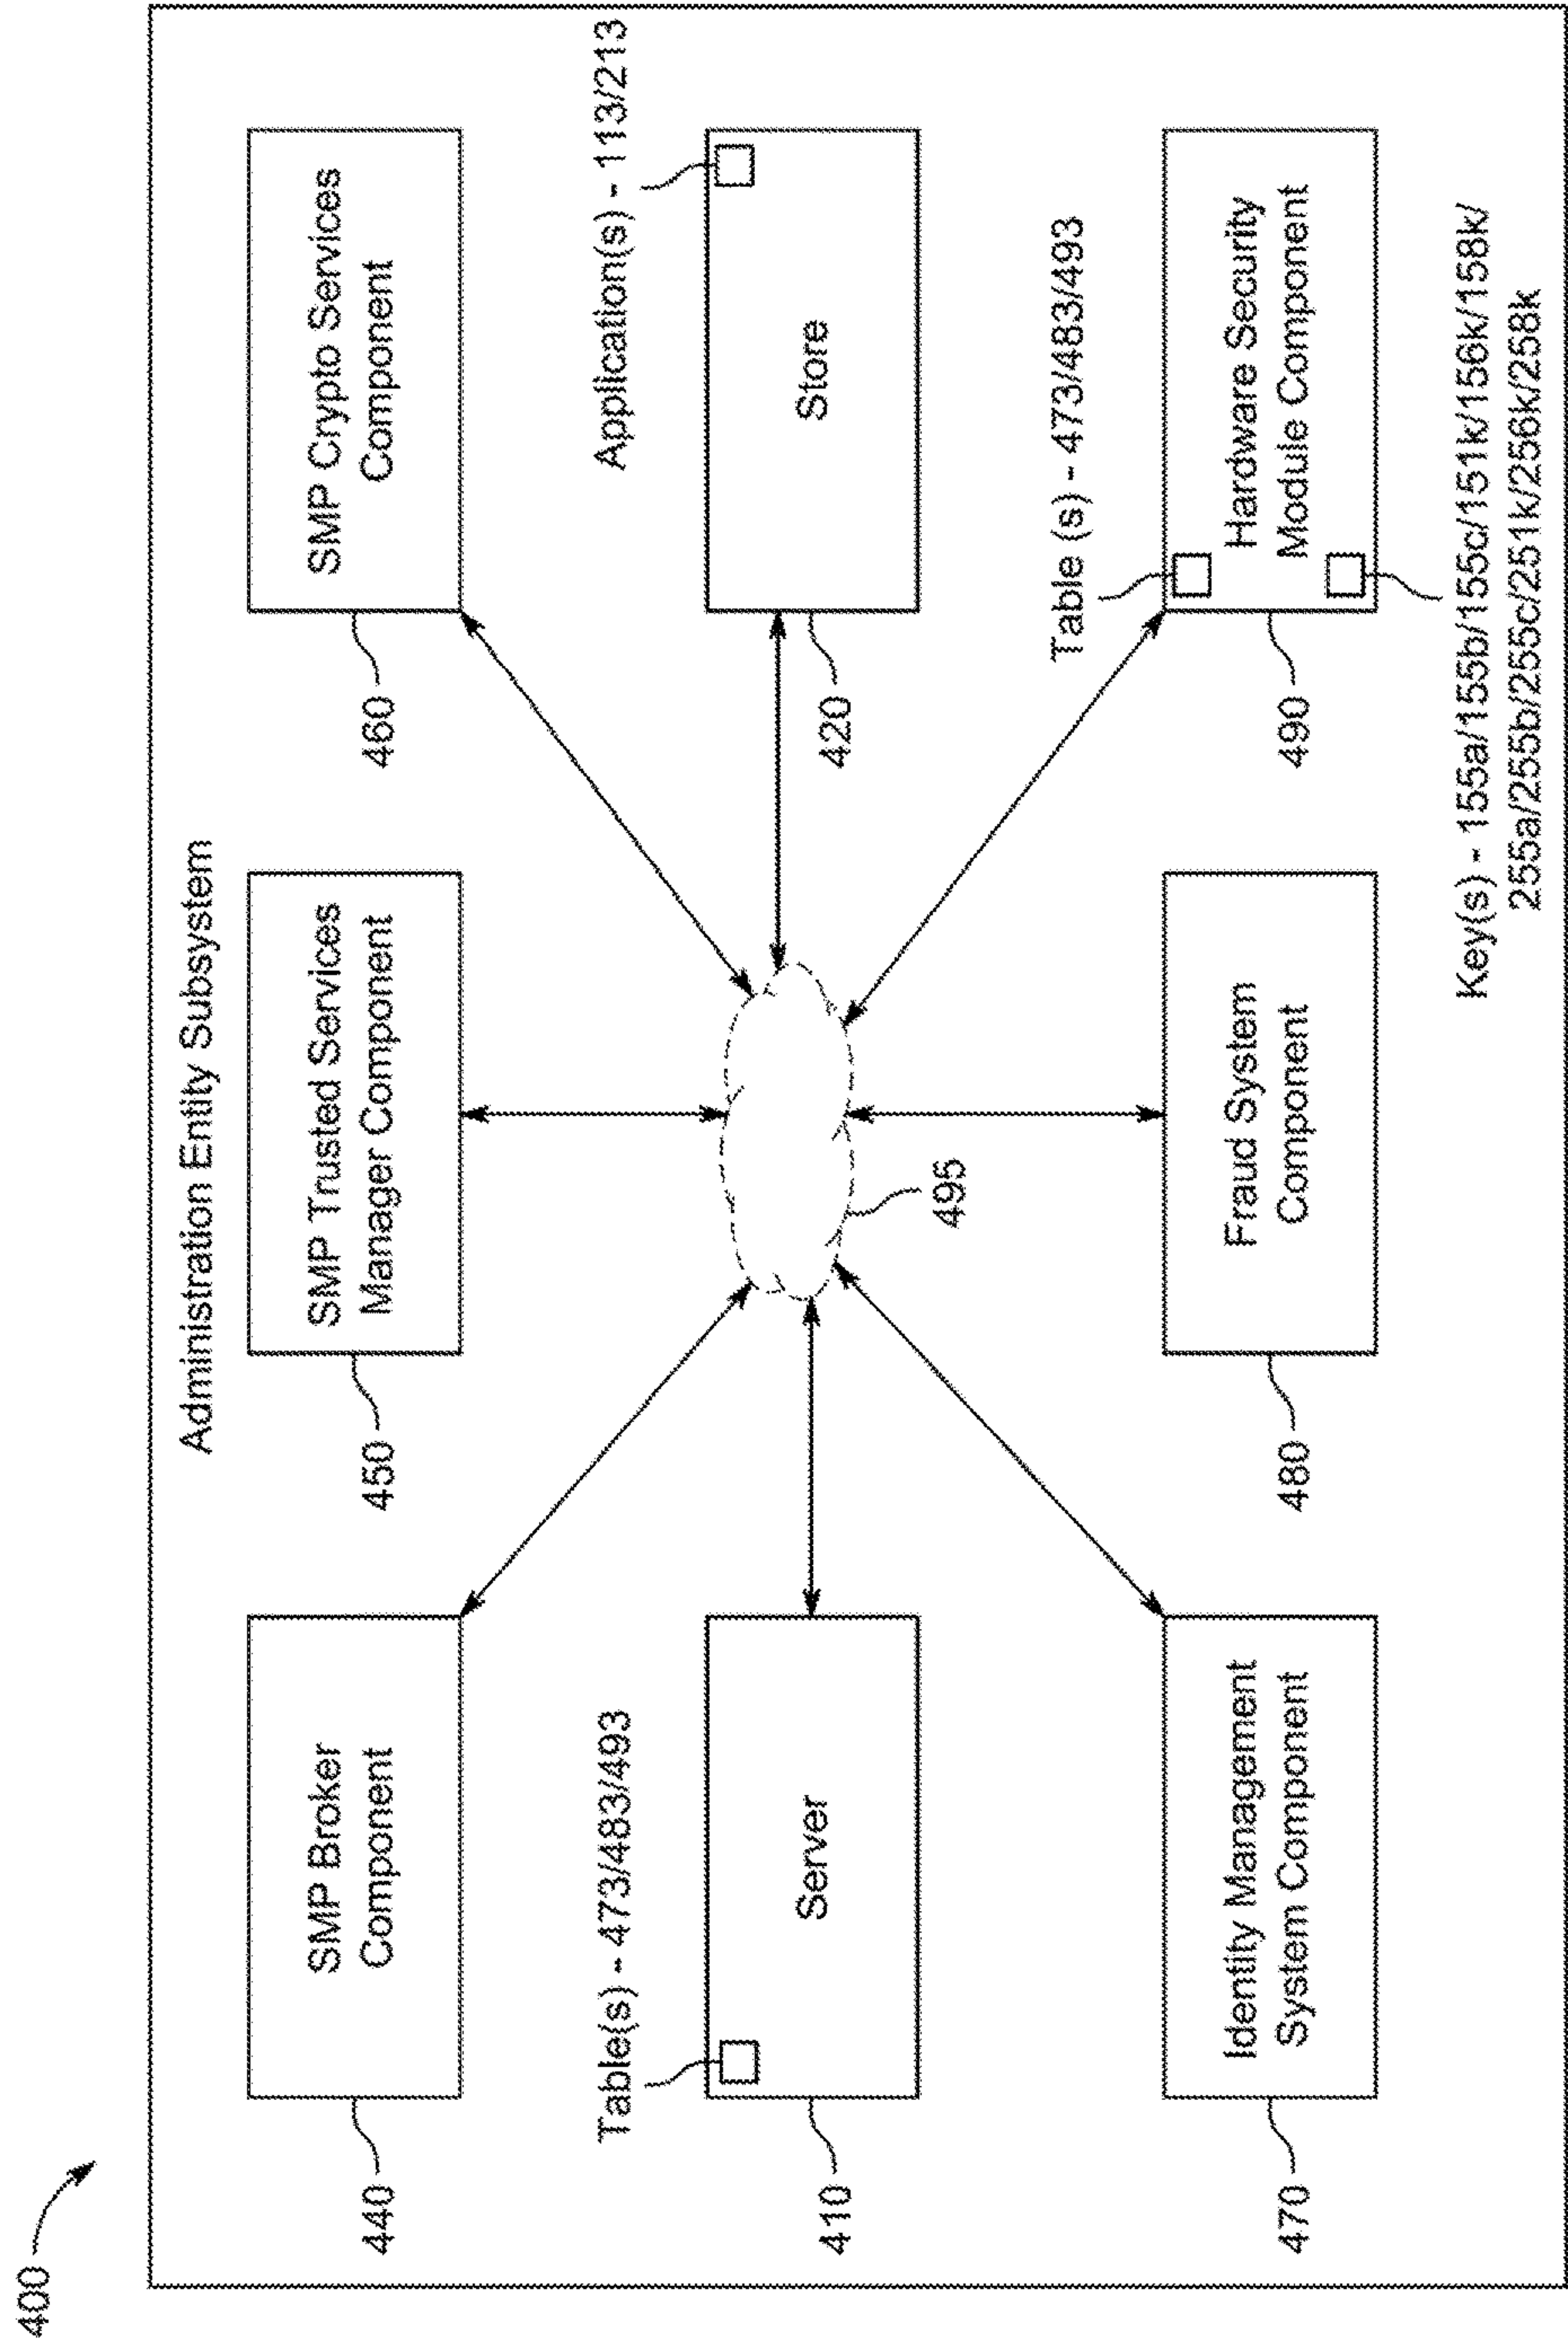 400
Administration Entity Subsystem
SMP Broker
Component
440
SMP Trusted Services
Manager Component
450
SMP Crypto Services
Component
460
Table(s) - 473/483/493
Server
410
495
Application(s) - 113/213
Store
420
Identity Management
System Component
470
Fraud System
Component
480
Table (s) - 473/483/493
Hardware Security
Module Component
490
Key(s) - 155a/155b/155c/151k/156k/158k/
255a/255b/255c/251k/256k/258k